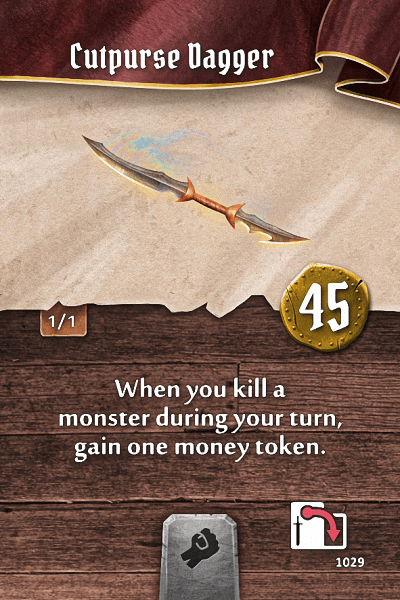 Cutpurse Dagger
45
1/1
When you kill a
monster during your turn,
gain one money token.
1029